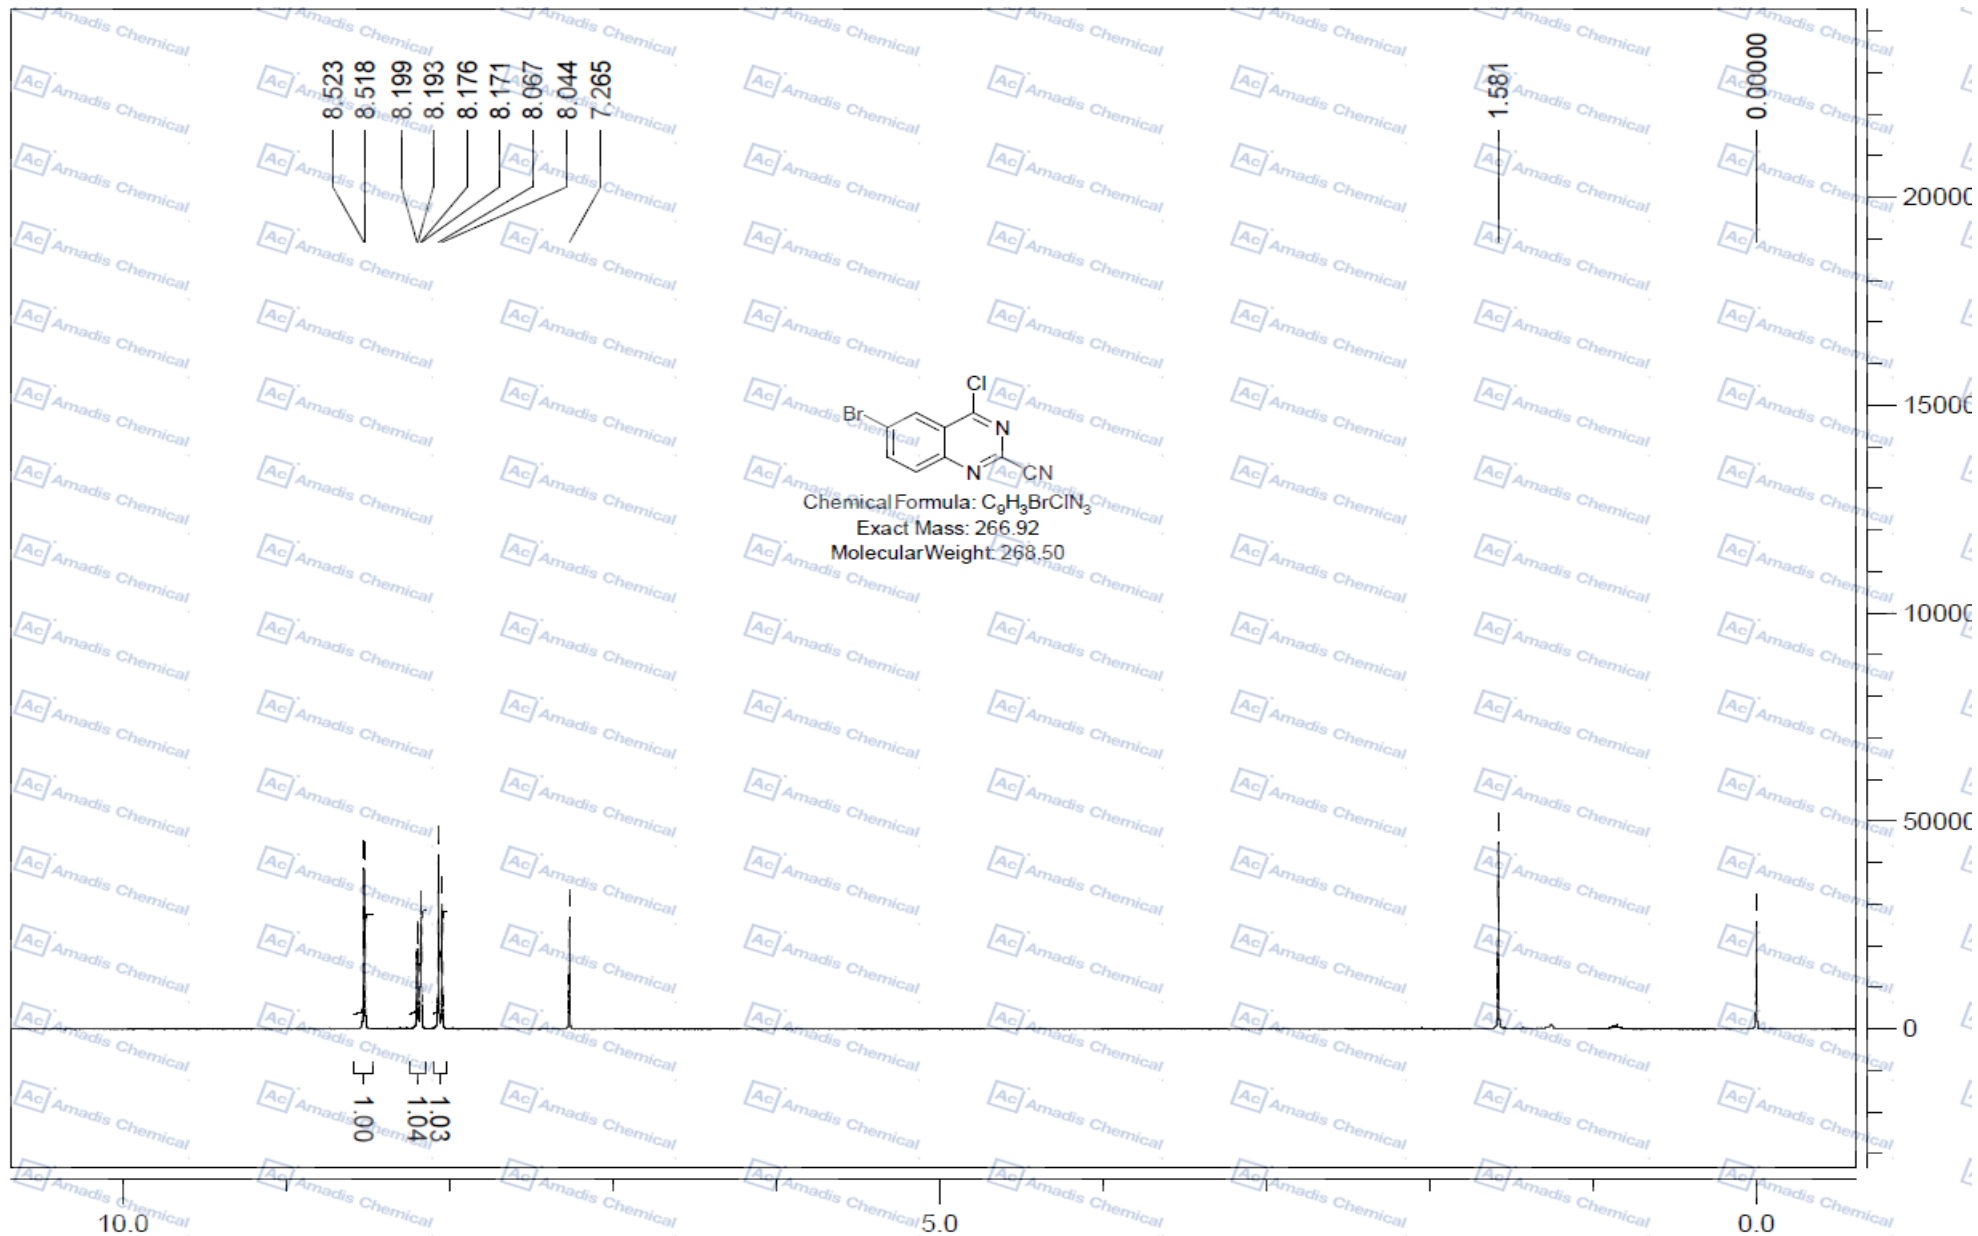 8.523
8.518
8.199
8.193
8.176
8.171
8.067
8.044
7.265
1.581
0.00000
Cl
Br
N
N
CN
Chemical Formula: C₉H₃BrClN₃
Exact Mass: 266.92
Molecular Weight: 268.50
20000
15000
10000
50000
0
1.00
1.04
1.03
10.0
5.0
0.0
Ac Amadis Chemical